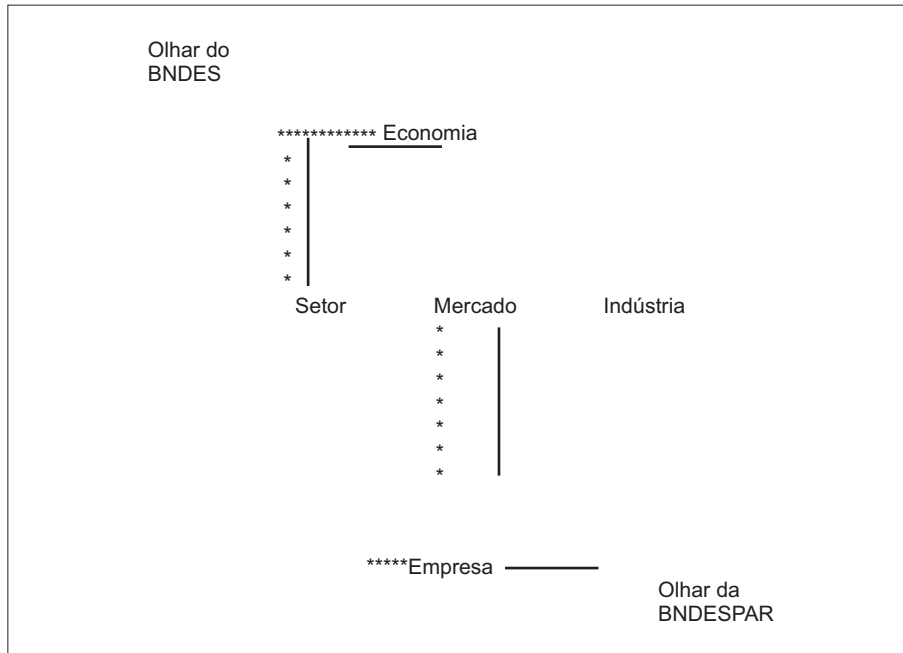 Olhar do
BNDES
************ Economia
*
*
*
*
*
*
Setor Mercado Indústria
*
*
*
*
*
*
*
*****Empresa
Olhar da
BNDESPAR